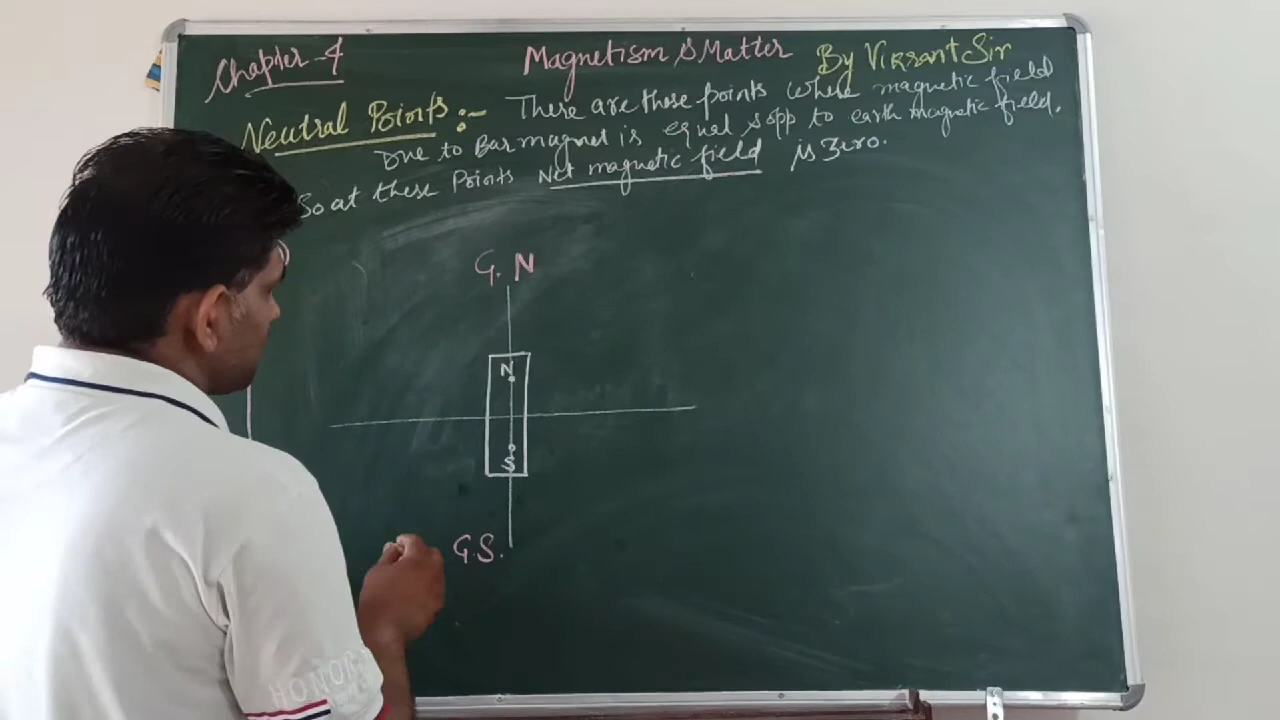 Chapter-4
Magnetism & Matter
By Vikrant Sir
Neutral Points :- There are those points where magnetic field
Due to Bar magnet is equal & opp to earth magnetic field.
So at these Points Net magnetic field is zero.
G. N
N
S
G.S.
HONOR